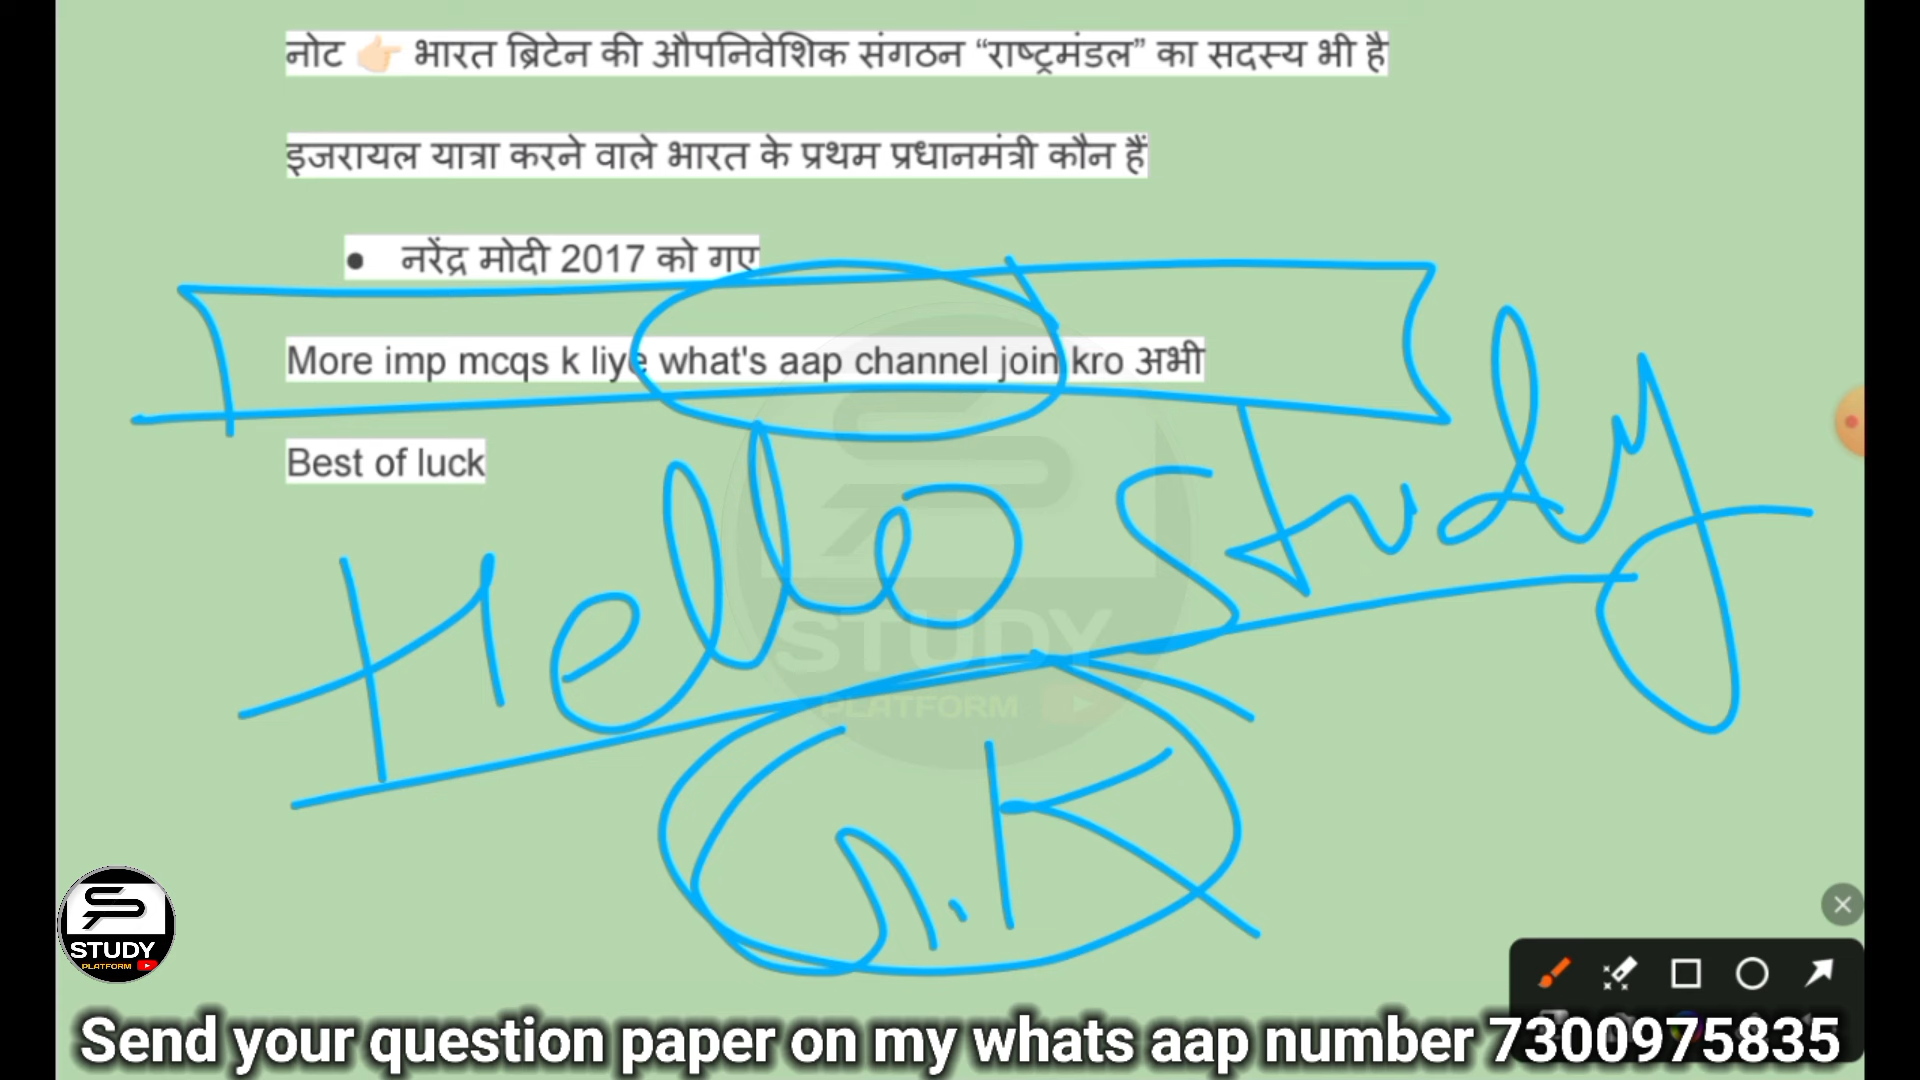 नोट 👉🏻 भारत ब्रिटेन की औपनिवेशिक संगठन “राष्ट्रमंडल” का सदस्य भी है
इजरायल यात्रा करने वाले भारत के प्रथम प्रधानमंत्री कौन हैं
● नरेंद्र मोदी 2017 को गए
More imp mcqs k liye what's aap channel join kro अभी
Best of luck
Hello Study
STUDY
PLATFORM
STUDY
PLATFORM
Send your question paper on my whats aap number 7300975835